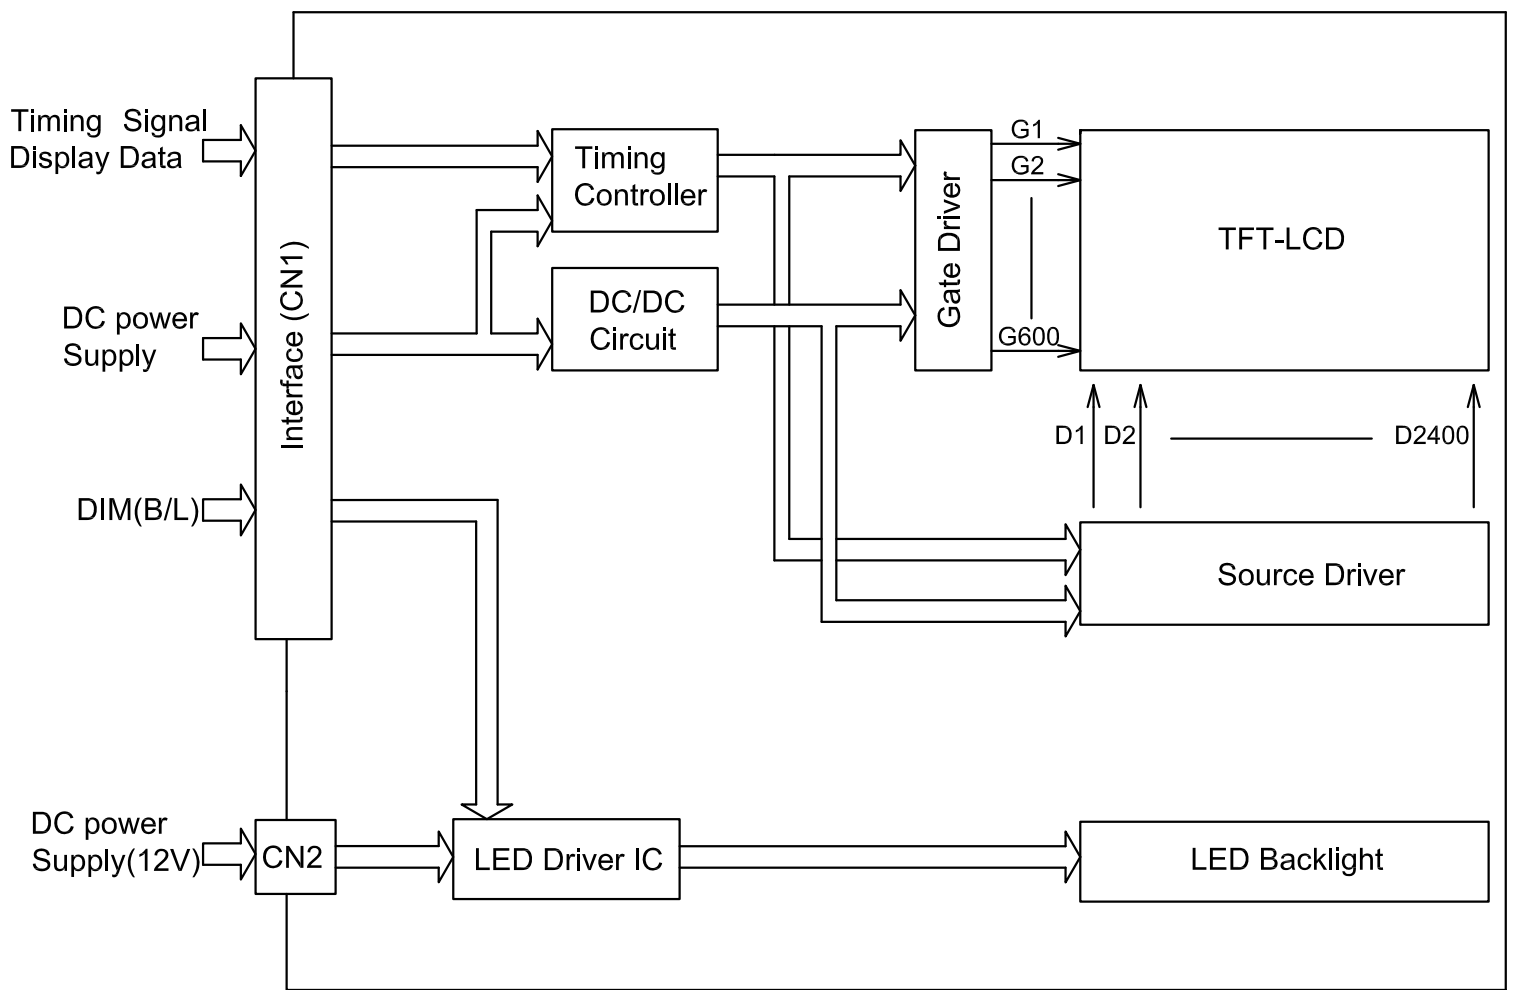 Timing Signal
Display Data
DC power
Supply
DIM(B/L)
DC power
Supply(12V)
Interface (CN1)
CN2
Timing
Controller
DC/DC
Circuit
LED Driver IC
Gate Driver
G1
G2
G600
TFT-LCD
D1
D2
D2400
Source Driver
LED Backlight